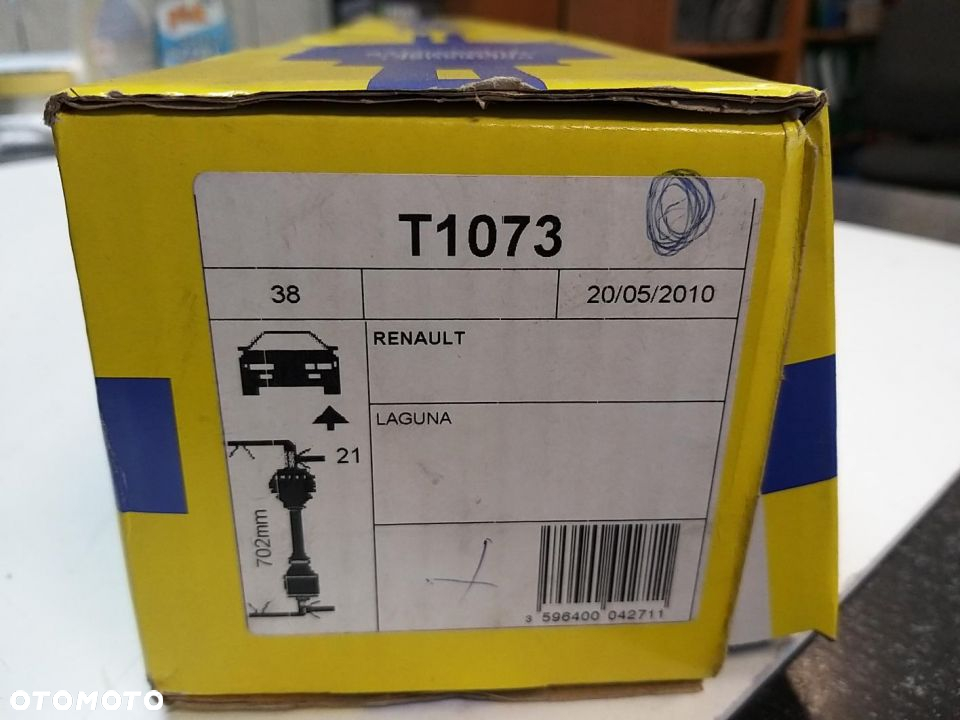 T1073
38
20/05/2010
RENAULT
LAGUNA
21
702mm
3 596400 042711
OTOMOTO